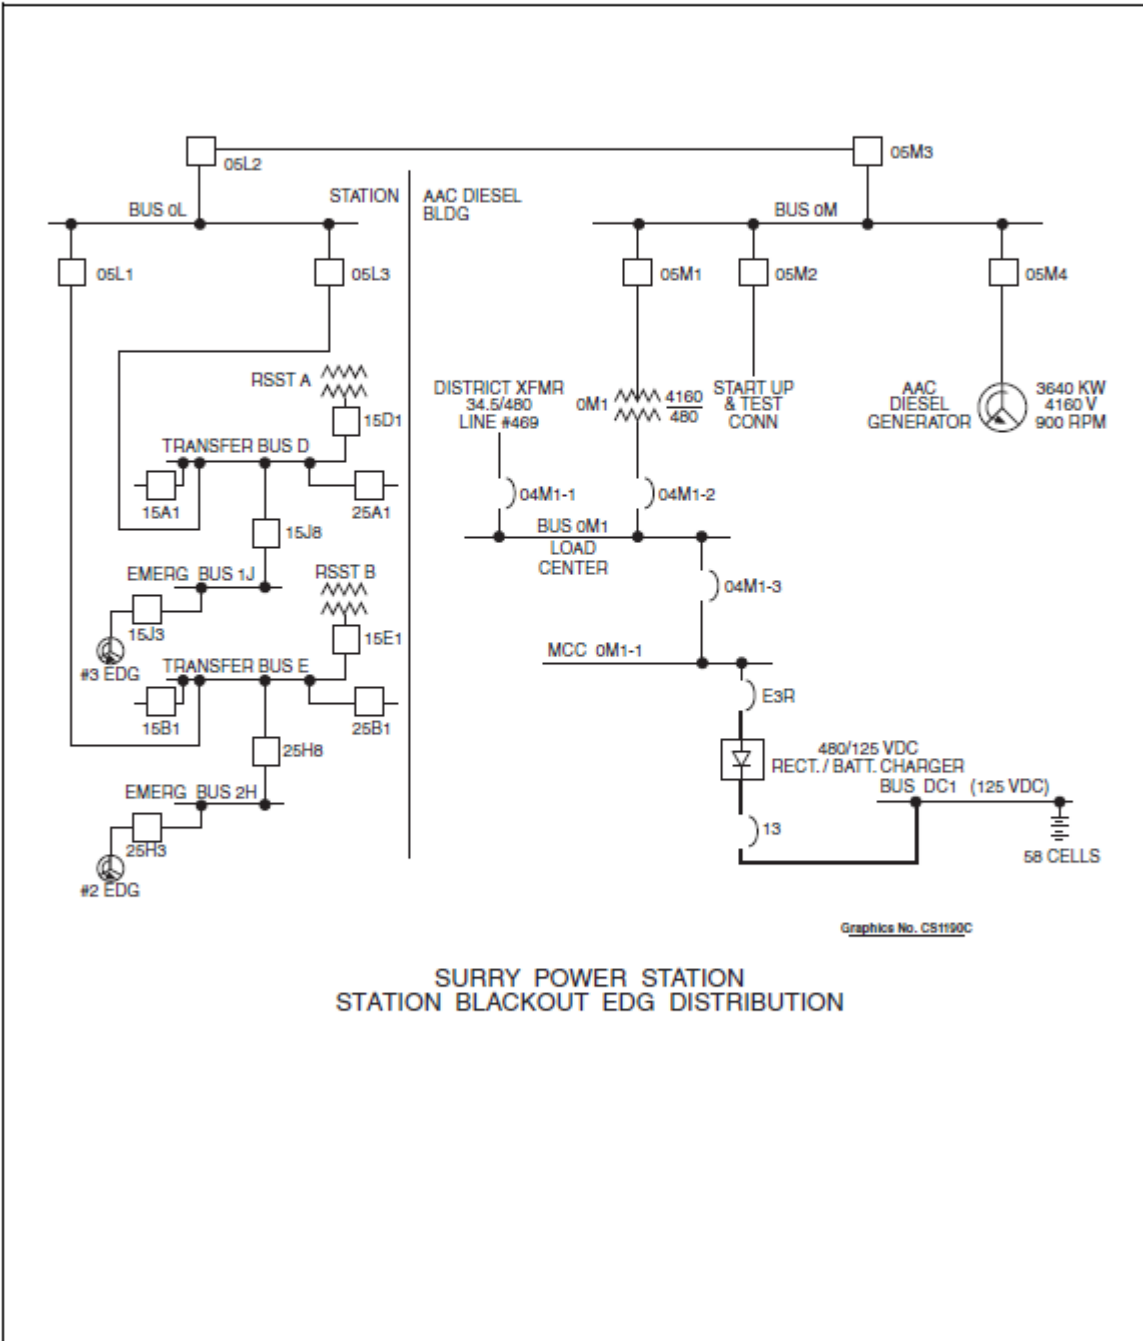 05L2
05M3
STATION
AAC DIESEL
BLDG
BUS 0L
BUS 0M
05L1
05L3
05M1
05M2
05M4
RSST A
15D1
TRANSFER BUS D
15A1
25A1
15J8
EMERG BUS 1J
15J3
#3 EDG
RSST B
15E1
TRANSFER BUS E
15B1
25B1
25H8
EMERG BUS 2H
25H3
#2 EDG
DISTRICT XFMR
34.5/480
LINE #469
0M1
4160
480
START UP
& TEST
CONN
AAC
DIESEL
GENERATOR
3640 KW
4160 V
900 RPM
04M1-1
04M1-2
BUS 0M1
LOAD
CENTER
04M1-3
MCC 0M1-1
E3R
480/125 VDC
RECT. / BATT. CHARGER
BUS DC1 (125 VDC)
13
58 CELLS
Graphics No. CS1190C
SURRY POWER STATION
STATION BLACKOUT EDG DISTRIBUTION